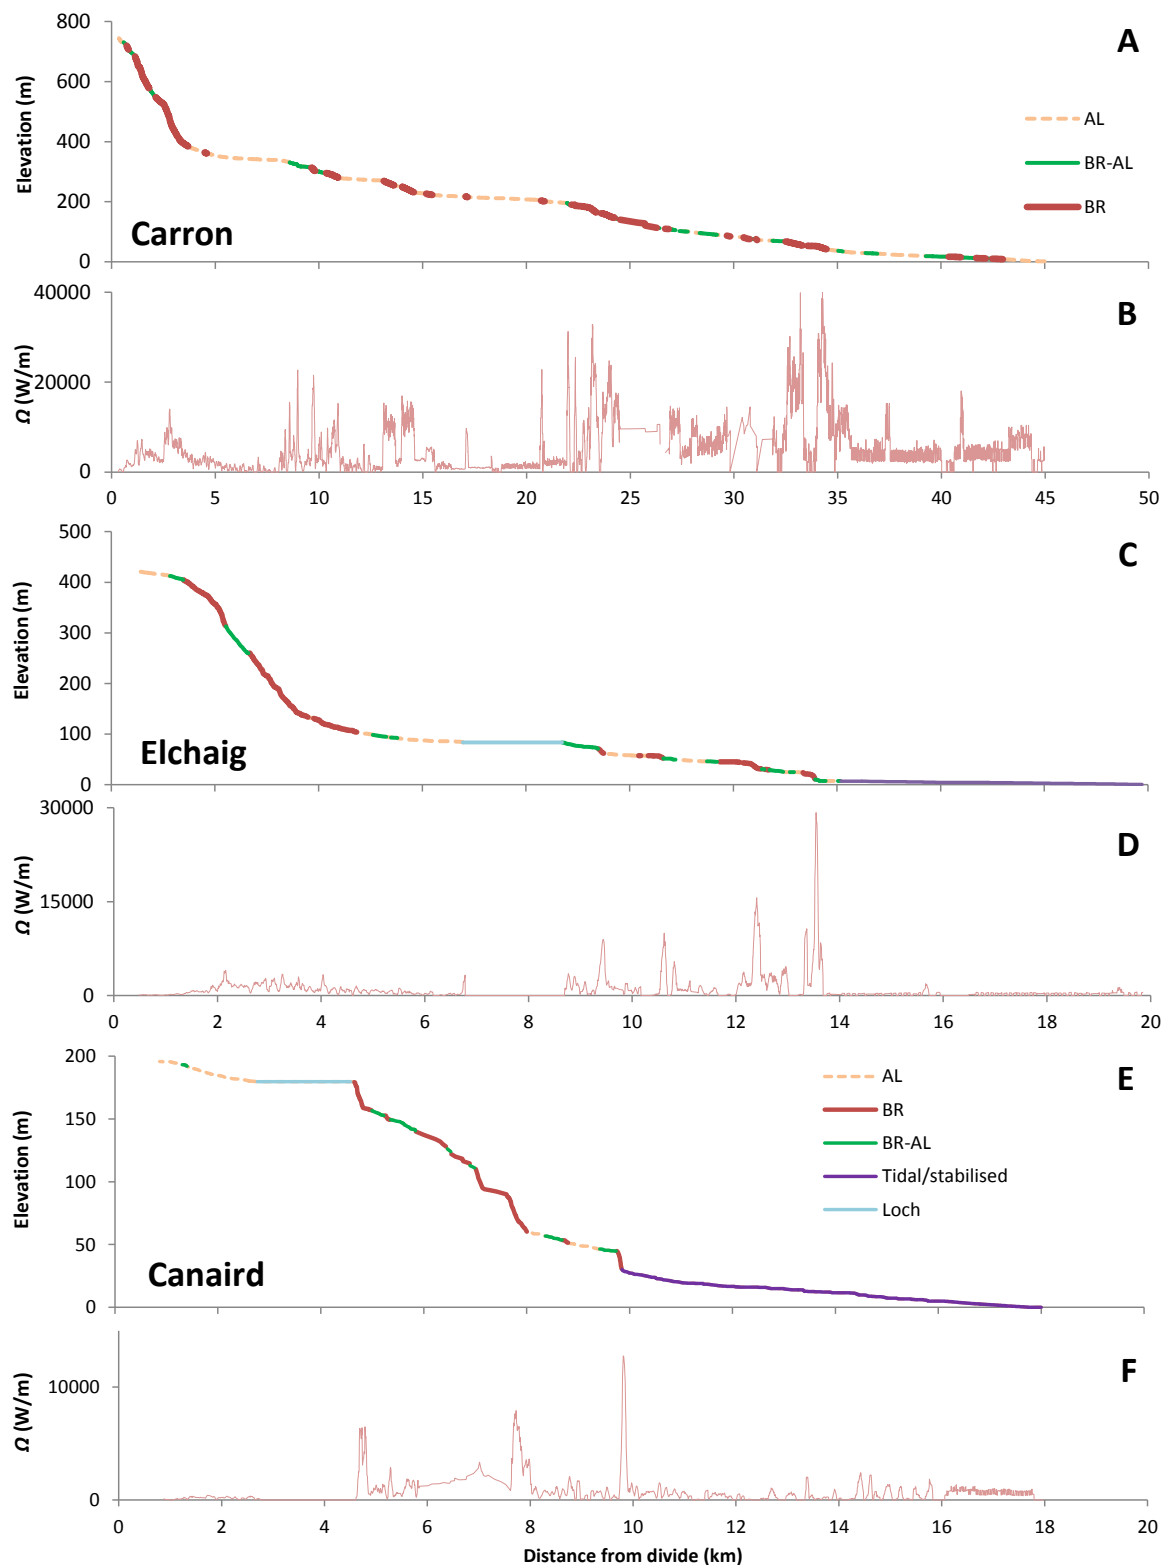 A
800
600
400
200
0
Elevation (m)
AL
BR-AL
BR
Carron
B
40000
20000
0
Ω (W/m)
0 5 10 15 20 25 30 35 40 45 50
C
500
400
300
200
100
0
Elevation (m)
Elchaig
D
30000
15000
0
Ω (W/m)
0 2 4 6 8 10 12 14 16 18 20
E
200
150
100
50
0
Elevation (m)
AL
BR
BR-AL
Tidal/stabilised
Loch
Canaird
F
10000
0
Ω (W/m)
0 2 4 6 8 10 12 14 16 18 20
Distance from divide (km)